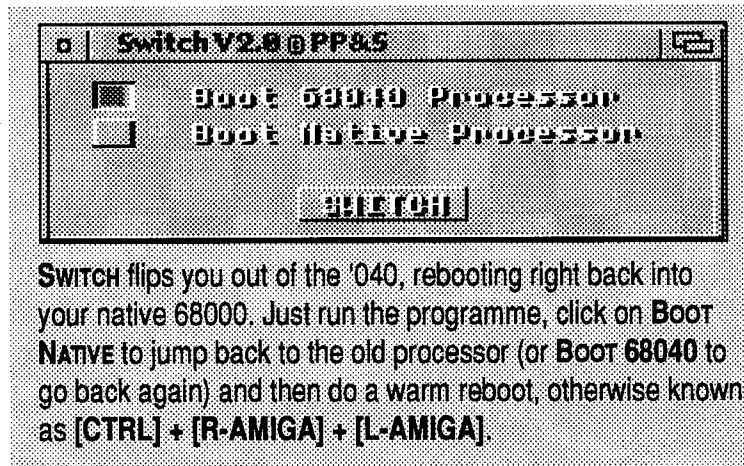 Switch V2.8 @ PP&S
Boot 68040 Processor
Boot Native Processor
SWITCH
SWITCH flips you out of the '040, rebooting right back into
your native 68000. Just run the programme, click on BOOT
NATIVE to jump back to the old processor (or BOOT 68040 to
go back again) and then do a warm reboot, otherwise known
as [CTRL] + [R-AMIGA] + [L-AMIGA].